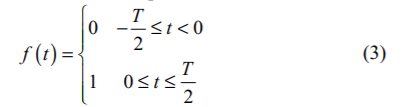 f(t) = { 0   -T/2 ≤ t < 0
1   0 ≤ t ≤ T/2   (3)